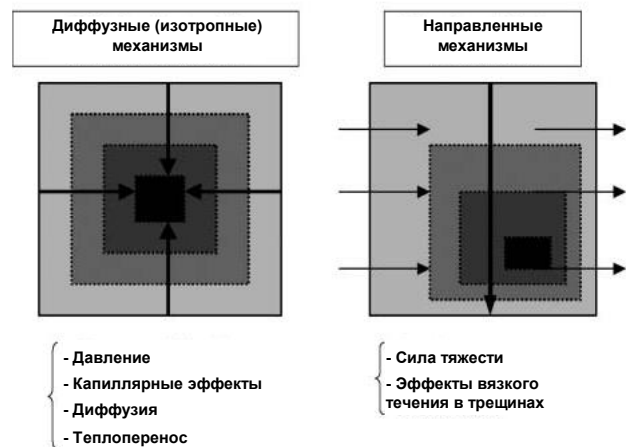 Диффузные (изотропные)
механизмы
Направленные
механизмы
- Давление
- Капиллярные эффекты
- Диффузия
- Теплоперенос
- Сила тяжести
- Эффекты вязкого
течения в трещинах